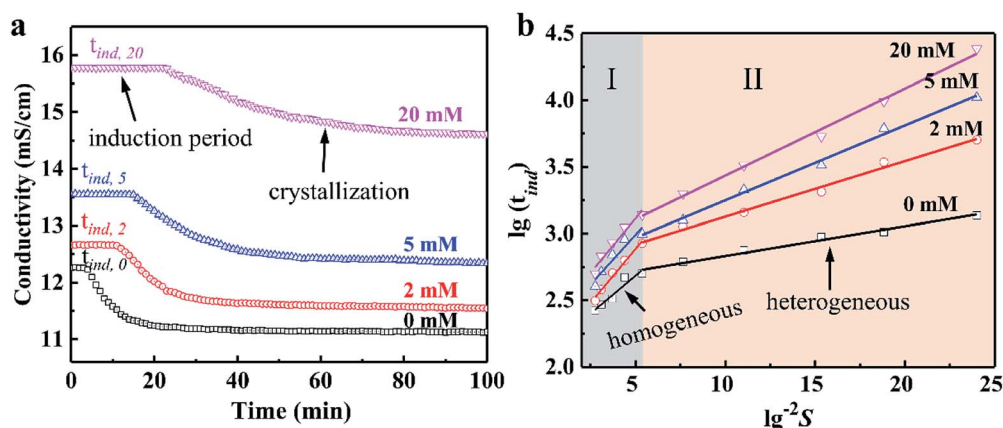 a
Conductivity (mS/cm)
16
15
14
13
12
11
0
20
40
60
80
100
Time (min)
t_ind, 20
induction period
20 mM
crystallization
t_ind, 5
5 mM
t_ind, 2
2 mM
t_ind, 0
0 mM
b
lg (t_ind)
4.5
4.0
3.5
3.0
2.5
2.0
0
5
10
15
20
25
lg⁻²S
I
II
20 mM
5 mM
2 mM
0 mM
homogeneous
heterogeneous